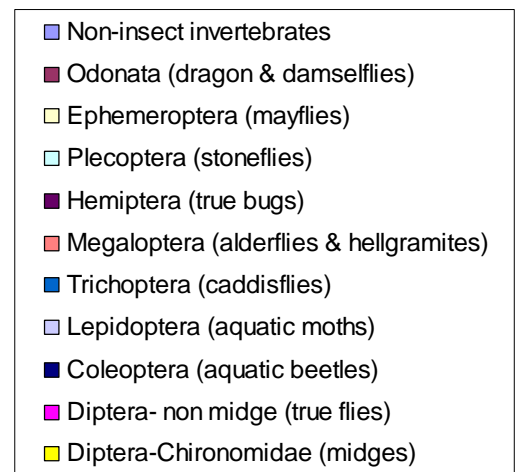 Non-insect invertebrates
Odonata (dragon & damselflies)
Ephemeroptera (mayflies)
Plecoptera (stoneflies)
Hemiptera (true bugs)
Megaloptera (alderflies & hellgramites)
Trichoptera (caddisflies)
Lepidoptera (aquatic moths)
Coleoptera (aquatic beetles)
Diptera- non midge (true flies)
Diptera-Chironomidae (midges)